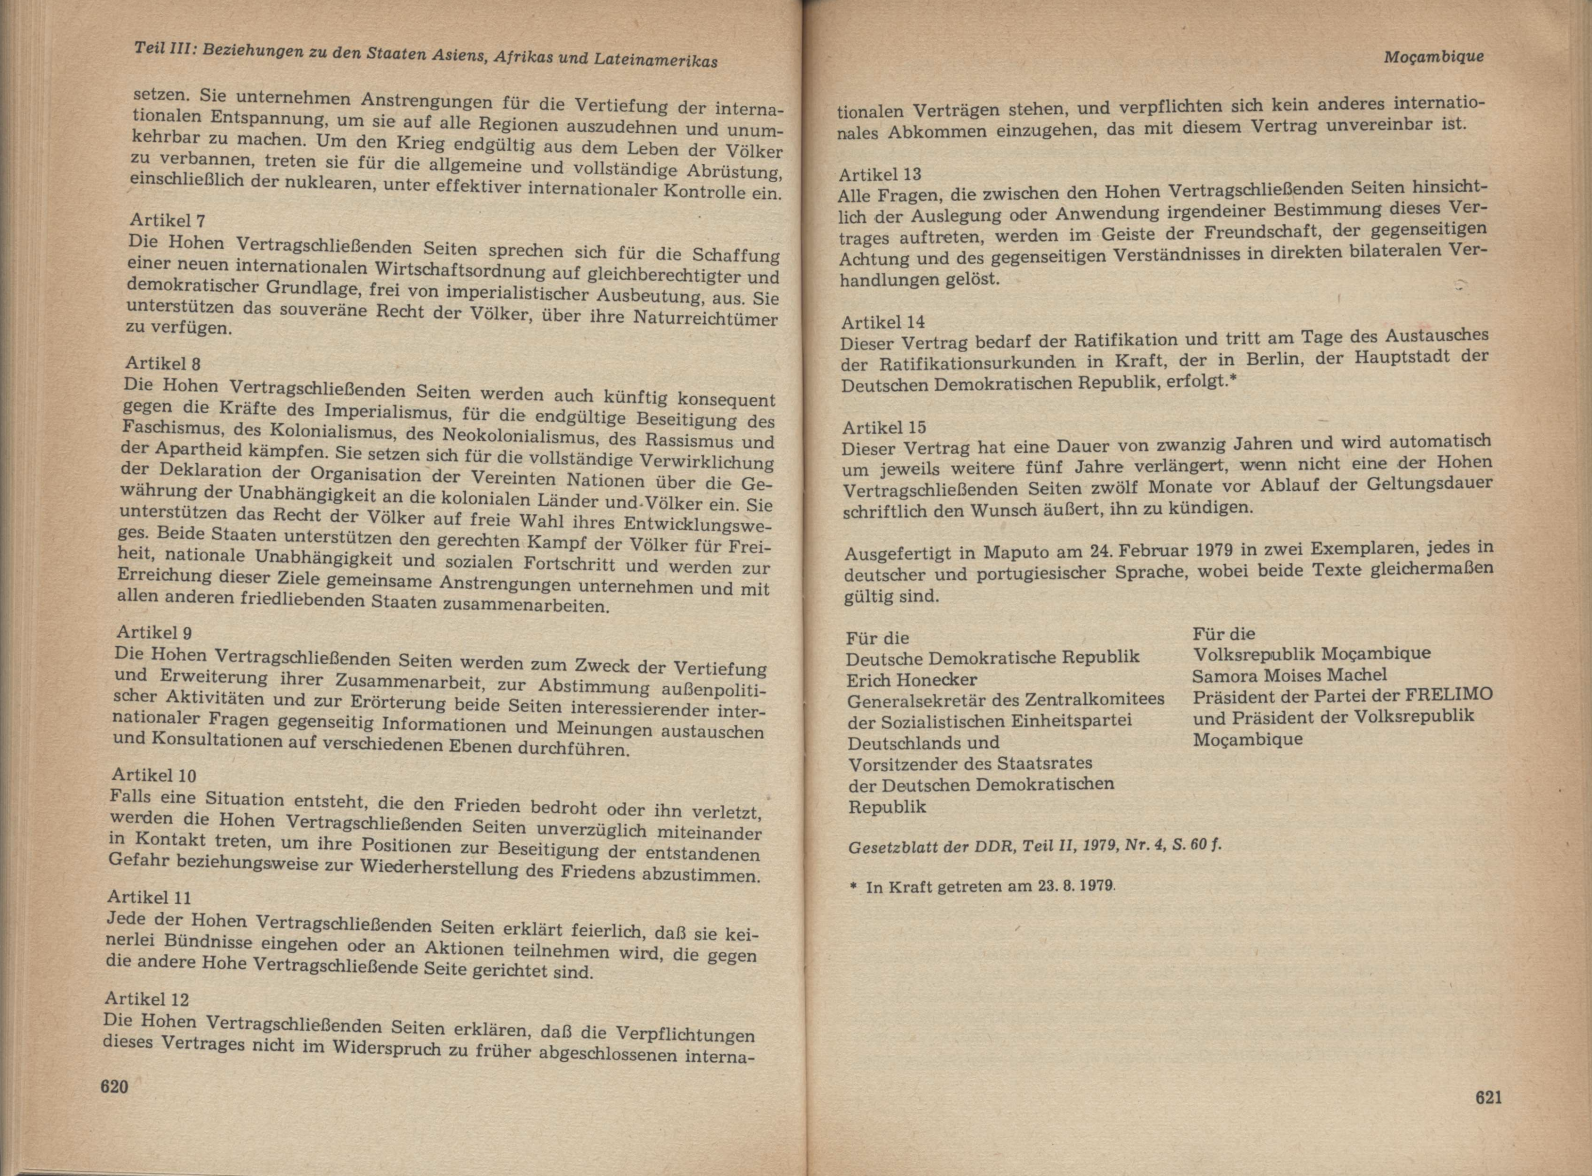 Teil III: Beziehungen zu den Staaten Asiens, Afrikas und Lateinamerikas
setzen. Sie unternehmen Anstrengungen für die Vertiefung der interna-
tionalen Entspannung, um sie auf alle Regionen auszudehnen und unum-
kehrbar zu machen. Um den Krieg endgültig aus dem Leben der Völker
zu verbannen, treten sie für die allgemeine und vollständige Abrüstung,
einschließlich der nuklearen, unter effektiver internationaler Kontrolle ein.
Artikel 7
Die Hohen Vertragschließenden Seiten sprechen sich für die Schaffung
einer neuen internationalen Wirtschaftsordnung auf gleichberechtigter und
demokratischer Grundlage, frei von imperialistischer Ausbeutung, aus. Sie
unterstützen das souveräne Recht der Völker, über ihre Naturreichtümer
zu verfügen.
Artikel 8
Die Hohen Vertragschließenden Seiten werden auch künftig konsequent
gegen die Kräfte des Imperialismus, für die endgültige Beseitigung des
Faschismus, des Kolonialismus, des Neokolonialismus, des Rassismus und
der Apartheid kämpfen. Sie setzen sich für die vollständige Verwirklichung
der Deklaration der Organisation der Vereinten Nationen über die Ge-
währung der Unabhängigkeit an die kolonialen Länder und Völker ein. Sie
unterstützen das Recht der Völker auf freie Wahl ihres Entwicklungswe-
ges. Beide Staaten unterstützen den gerechten Kampf der Völker für Frei-
heit, nationale Unabhängigkeit und sozialen Fortschritt und werden zur
Erreichung dieser Ziele gemeinsame Anstrengungen unternehmen und mit
allen anderen friedliebenden Staaten zusammenarbeiten.
Artikel 9
Die Hohen Vertragschließenden Seiten werden zum Zweck der Vertiefung
und Erweiterung ihrer Zusammenarbeit, zur Abstimmung außenpoliti-
scher Aktivitäten und zur Erörterung beide Seiten interessierender inter-
nationaler Fragen gegenseitig Informationen und Meinungen austauschen
und Konsultationen auf verschiedenen Ebenen durchführen.
Artikel 10
Falls eine Situation entsteht, die den Frieden bedroht oder ihn verletzt,
werden die Hohen Vertragschließenden Seiten unverzüglich miteinander
in Kontakt treten, um ihre Positionen zur Beseitigung der entstandenen
Gefahr beziehungsweise zur Wiederherstellung des Friedens abzustimmen.
Artikel 11
Jede der Hohen Vertragschließenden Seiten erklärt feierlich, daß sie kei-
nerlei Bündnisse eingehen oder an Aktionen teilnehmen wird, die gegen
die andere Hohe Vertragschließende Seite gerichtet sind.
Artikel 12
Die Hohen Vertragschließenden Seiten erklären, daß die Verpflichtungen
dieses Vertrages nicht im Widerspruch zu früher abgeschlossenen interna-
620
Moçambique
tionalen Verträgen stehen, und verpflichten sich kein anderes internatio-
nales Abkommen einzugehen, das mit diesem Vertrag unvereinbar ist.
Artikel 13
Alle Fragen, die zwischen den Hohen Vertragschließenden Seiten hinsicht-
lich der Auslegung oder Anwendung irgendeiner Bestimmung dieses Ver-
trages auftreten, werden im Geiste der Freundschaft, der gegenseitigen
Achtung und des gegenseitigen Verständnisses in direkten bilateralen Ver-
handlungen gelöst.
Artikel 14
Dieser Vertrag bedarf der Ratifikation und tritt am Tage des Austausches
der Ratifikationsurkunden in Kraft, der in Berlin, der Hauptstadt der
Deutschen Demokratischen Republik, erfolgt.*
Artikel 15
Dieser Vertrag hat eine Dauer von zwanzig Jahren und wird automatisch
um jeweils weitere fünf Jahre verlängert, wenn nicht eine der Hohen
Vertragschließenden Seiten zwölf Monate vor Ablauf der Geltungsdauer
schriftlich den Wunsch äußert, ihn zu kündigen.
Ausgefertigt in Maputo am 24. Februar 1979 in zwei Exemplaren, jedes in
deutscher und portugiesischer Sprache, wobei beide Texte gleichermaßen
gültig sind.
Für die
Deutsche Demokratische Republik
Erich Honecker
Generalsekretär des Zentralkomitees
der Sozialistischen Einheitspartei
Deutschlands und
Vorsitzender des Staatsrates
der Deutschen Demokratischen
Republik
Für die
Volksrepublik Moçambique
Samora Moises Machel
Präsident der Partei der FRELIMO
und Präsident der Volksrepublik
Moçambique
Gesetzblatt der DDR, Teil II, 1979, Nr. 4, S. 60 f.
* In Kraft getreten am 23. 8. 1979.
621